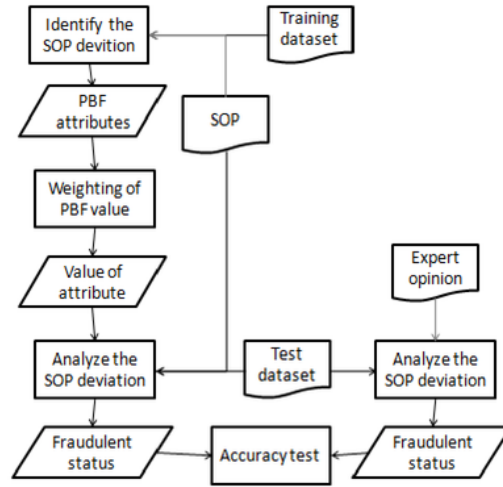 Identify the
SOP devition
Training
dataset
PBF
attributes
SOP
Weighting of
PBF value
Value of
attribute
Expert
opinion
Analyze the
SOP deviation
Test
dataset
Analyze the
SOP deviation
Fraudulent
status
Accuracy test
Fraudulent
status